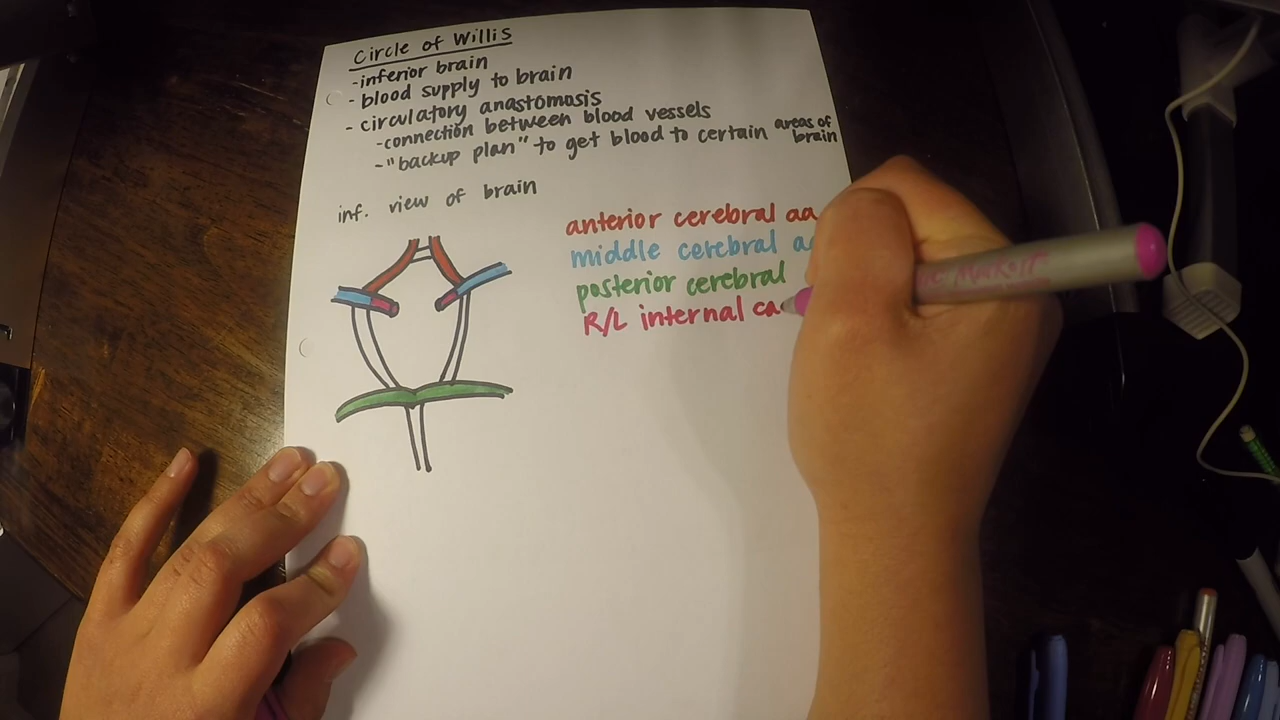 Circle of Willis
-inferior brain
- blood supply to brain
- circulatory anastomosis
-connection between blood vessels
-"backup plan" to get blood to certain areas of brain
inf. view of brain
anterior cerebral aa
middle cerebral a
posterior cerebral
R/L internal ca